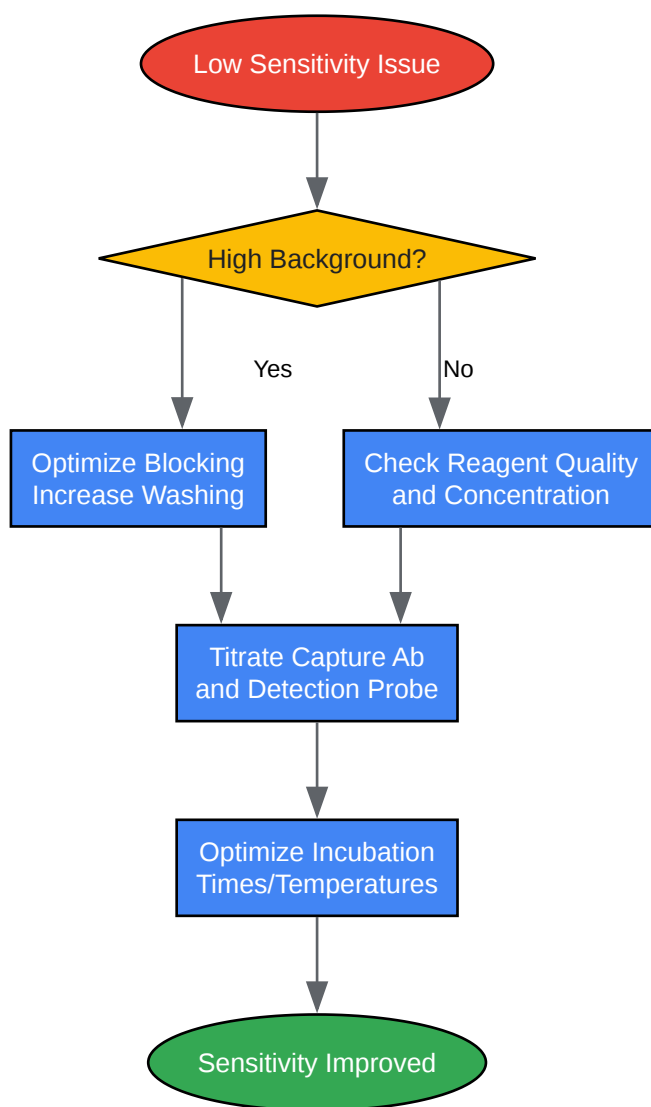 Low Sensitivity Issue
High Background?
Yes
No
Optimize Blocking
Increase Washing
Check Reagent Quality
and Concentration
Titrate Capture Ab
and Detection Probe
Optimize Incubation
Times/Temperatures
Sensitivity Improved